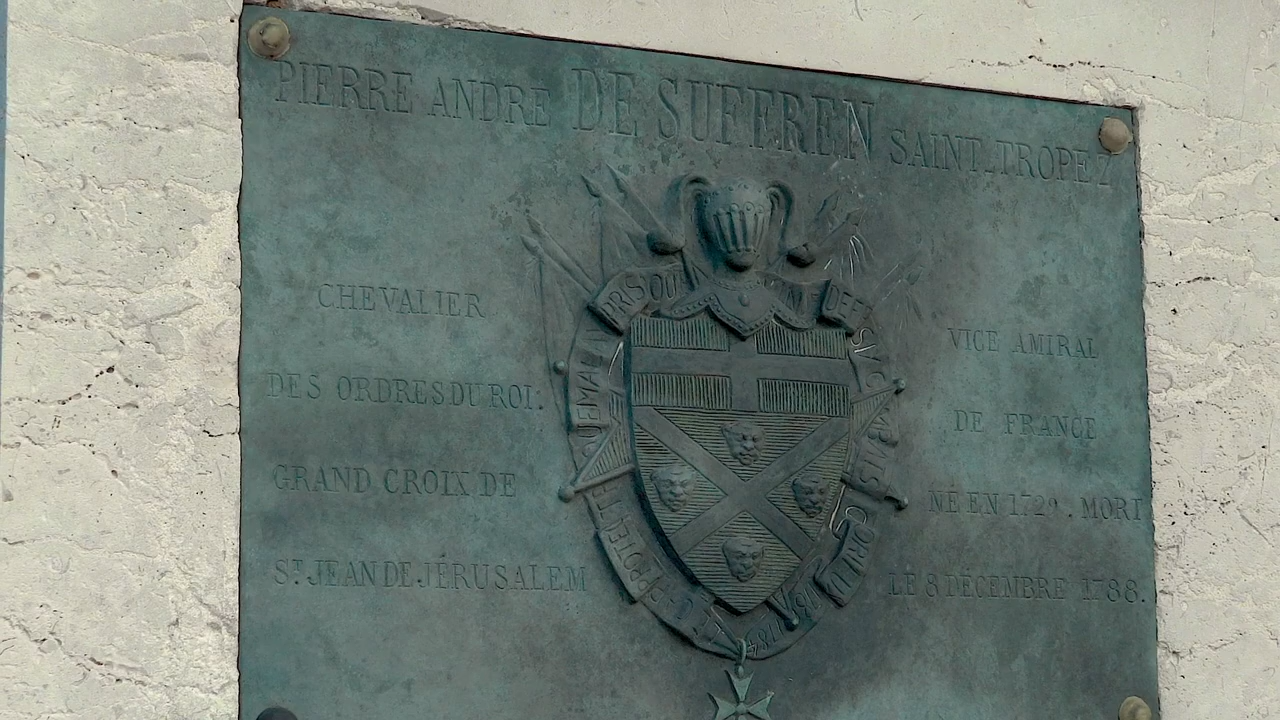 PIERRE ANDRE DE SUFFREN SAINT.TROPEZ
CHEVALIER
DES ORDRES DU ROI.
GRAND CROIX DE
ST JEAN DE JÉRUSALEM
VICE AMIRAL
DE FRANCE
NÉ EN 1729. MORT
LE 8 DÉCEMBRE 1788.